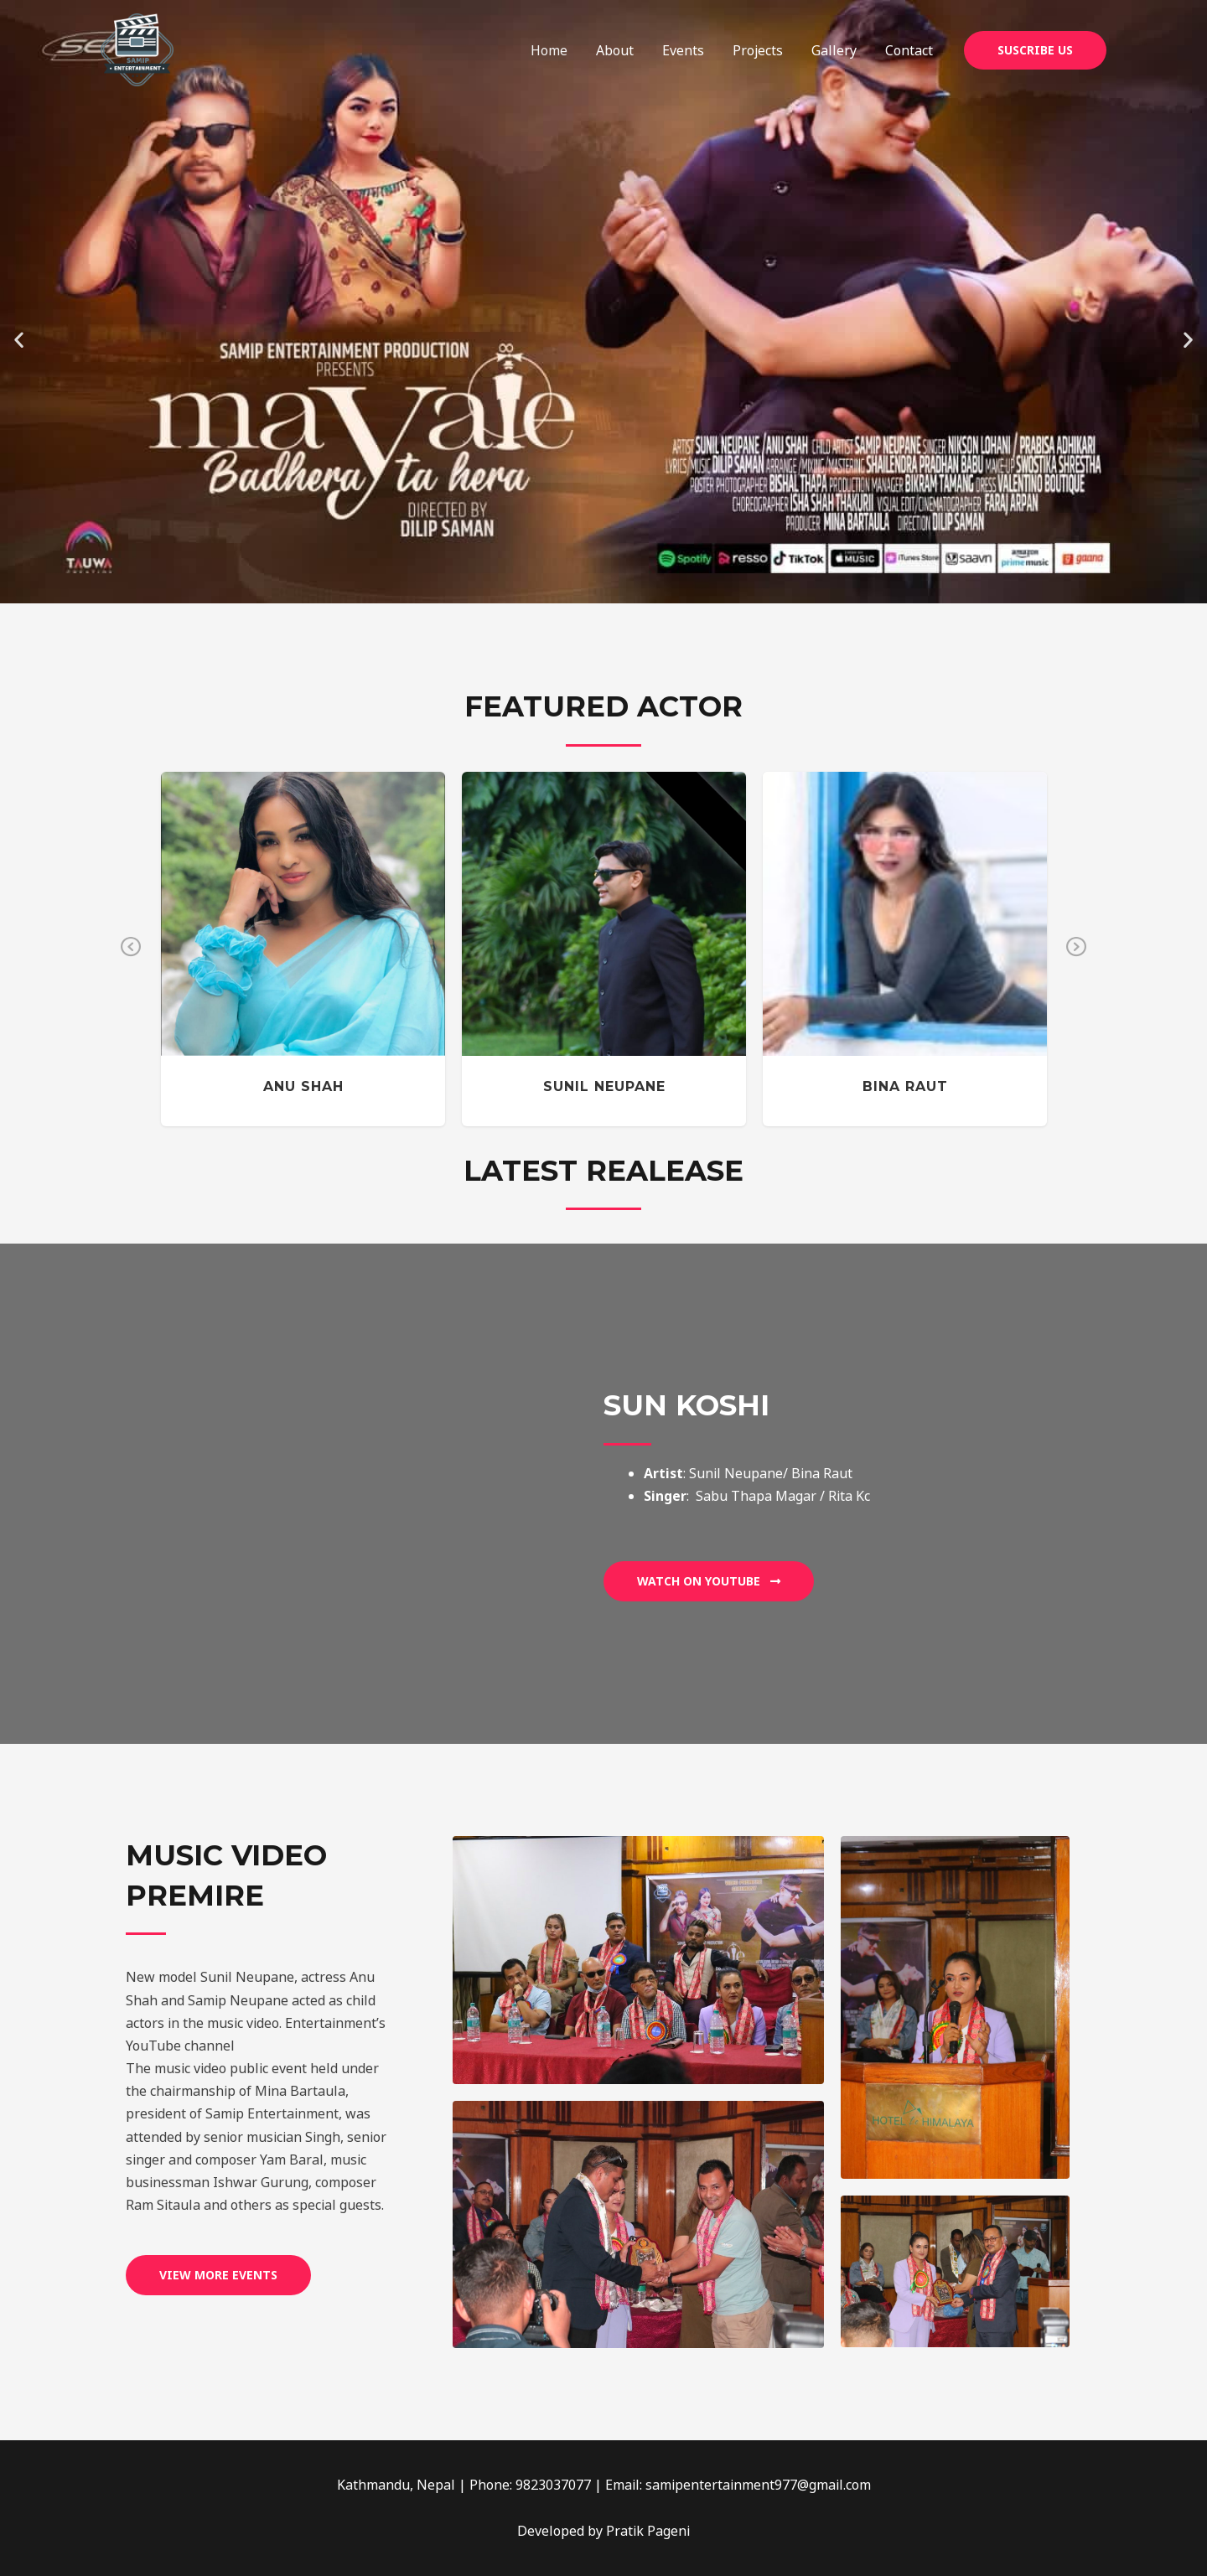 SAMIP
ENTERTAINMENT
Home
About
Events
Projects
Gallery
Contact
SUSCRIBE US
SAMIP ENTERTAINMENT PRODUCTION
PRESENTS
mayale
Badhera ta hera
DIRECTED BY
DILIP SAMAN
TAUWA
ARTIST SUNIL NEUPANE /ANU SHAH CHILD ARTIST SAMIP NEUPANE SINGER NIKSON LOHANI / PRABISA ADHIKARI
LYRICS/MUSIC DILIP SAMAN ARRANGE /MIXING/MASTERING SHAILENDRA PRADHAN BABU MAKE-UP SWOSTIKA SHRESTHA
POSTER PHOTOGRAPHER BISHAL THAPA PRODUCTION MANAGER BIKRAM TAMANG DRESS VALENTINO BOUTIQUE
CHOREOGRAPHER ISHA SHAH THAKURII VISUAL EDIT/CINEMATOGRAPHER PARAJ ARPAN
PRODUCER MINA BARTAULA DIRECTION DILIP SAMAN
Spotify
resso
TikTok
MUSIC
iTunes Store
saavn
amazon
prime music
gaana
FEATURED ACTOR
ANU SHAH
SUNIL NEUPANE
BINA RAUT
LATEST REALEASE
SUN KOSHI
Artist: Sunil Neupane/ Bina Raut
Singer: Sabu Thapa Magar / Rita Kc
WATCH ON YOUTUBE
MUSIC VIDEO
PREMIRE
New model Sunil Neupane, actress Anu
Shah and Samip Neupane acted as child
actors in the music video. Entertainment’s
YouTube channel
The music video public event held under
the chairmanship of Mina Bartaula,
president of Samip Entertainment, was
attended by senior musician Singh, senior
singer and composer Yam Baral, music
businessman Ishwar Gurung, composer
Ram Sitaula and others as special guests.
VIEW MORE EVENTS
HOTEL HIMALAYA
Kathmandu, Nepal | Phone: 9823037077 | Email: samipentertainment977@gmail.com
Developed by Pratik Pageni